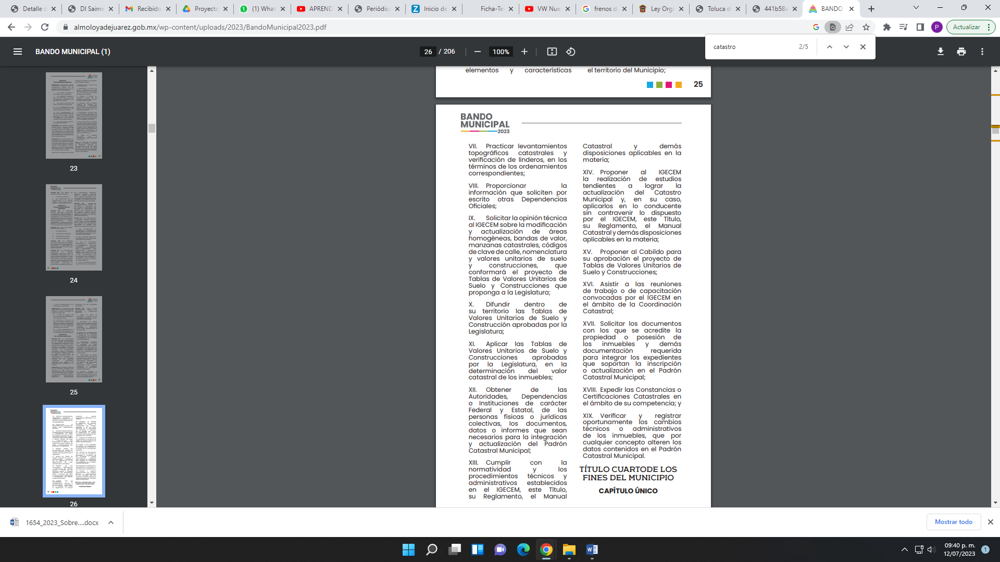 Detalle d
DI Saime
Recibido
Proyecto
(1) What
APREND
Periódic
Inicio de
Ficha-Te
VW Nue
frenos d
Ley Orga
Toluca d
441b58a
BANDO
almoloyadejuarez.gob.mx/wp-content/uploads/2023/BandoMunicipal2023.pdf
P
Actualizar
BANDO MUNICIPAL (1)
26 / 206
100%
catastro
2/5
23
24
25
26
elementos y características
el territorio del Municipio;
25
BANDO
MUNICIPAL
2023
VII. Practicar levantamientos
topográficos catastrales y
verificación de linderos, en los
términos de los ordenamientos
correspondientes;
VIII. Proporcionar la
información que soliciten por
escrito otras Dependencias
Oficiales;
IX. Solicitar la opinión técnica
al IGECEM sobre la modificación
y actualización de áreas
homogéneas, bandas de valor,
manzanas catastrales, códigos
de clave de calle, nomenclatura
y valores unitarios de suelo
y construcciones, que
conformará el proyecto de
Tablas de Valores Unitarios de
Suelo y Construcciones que
proponga a la Legislatura;
X. Difundir dentro de
su territorio las Tablas de
Valores Unitarios de Suelo y
Construcción aprobadas por la
Legislatura;
XI. Aplicar las Tablas de
Valores Unitarios de Suelo y
Construcciones aprobadas
por la Legislatura, en la
determinación del valor
catastral de los inmuebles;
XII. Obtener de las
Autoridades, Dependencias
o Instituciones de carácter
Federal y Estatal, de las
personas físicas o jurídicas
colectivas, los documentos,
datos o informes que sean
necesarios para la integración
y actualización del Padrón
Catastral Municipal;
XIII. Cumplir con la
normatividad y los
procedimientos técnicos y
administrativos establecidos
en el IGECEM, este Título,
su Reglamento, el Manual
Catastral y demás
disposiciones aplicables en la
materia;
XIV. Proponer al IGECEM
la realización de estudios
tendientes a lograr la
actualización del Catastro
Municipal y, en su caso,
aplicarlos en lo conducente
sin contravenir lo dispuesto
por el IGECEM, este Título,
su Reglamento, el Manual
Catastral y demás disposiciones
aplicables en la materia;
XV. Proponer al Cabildo para
su aprobación el proyecto de
Tablas de Valores Unitarios de
Suelo y Construcciones;
XVI. Asistir a las reuniones
de trabajo o de capacitación
convocadas por el IGECEM en
el ámbito de la Coordinación
Catastral;
XVII. Solicitar los documentos
con los que se acredite la
propiedad o posesión de
los inmuebles y demás
documentación requerida
para integrar los expedientes
que soportan la inscripción
o actualización en el Padrón
Catastral Municipal;
XVIII. Expedir las Constancias o
Certificaciones Catastrales en
el ámbito de su competencia; y
XIX. Verificar y registrar
oportunamente los cambios
técnicos o administrativos
de los inmuebles, que por
cualquier concepto alteren los
datos contenidos en el Padrón
Catastral Municipal.
TÍTULO CUARTODE LOS
FINES DEL MUNICIPIO
CAPÍTULO ÚNICO
1654_2023_Sobre....docx
Mostrar todo
09:40 p. m.
12/07/2023
1